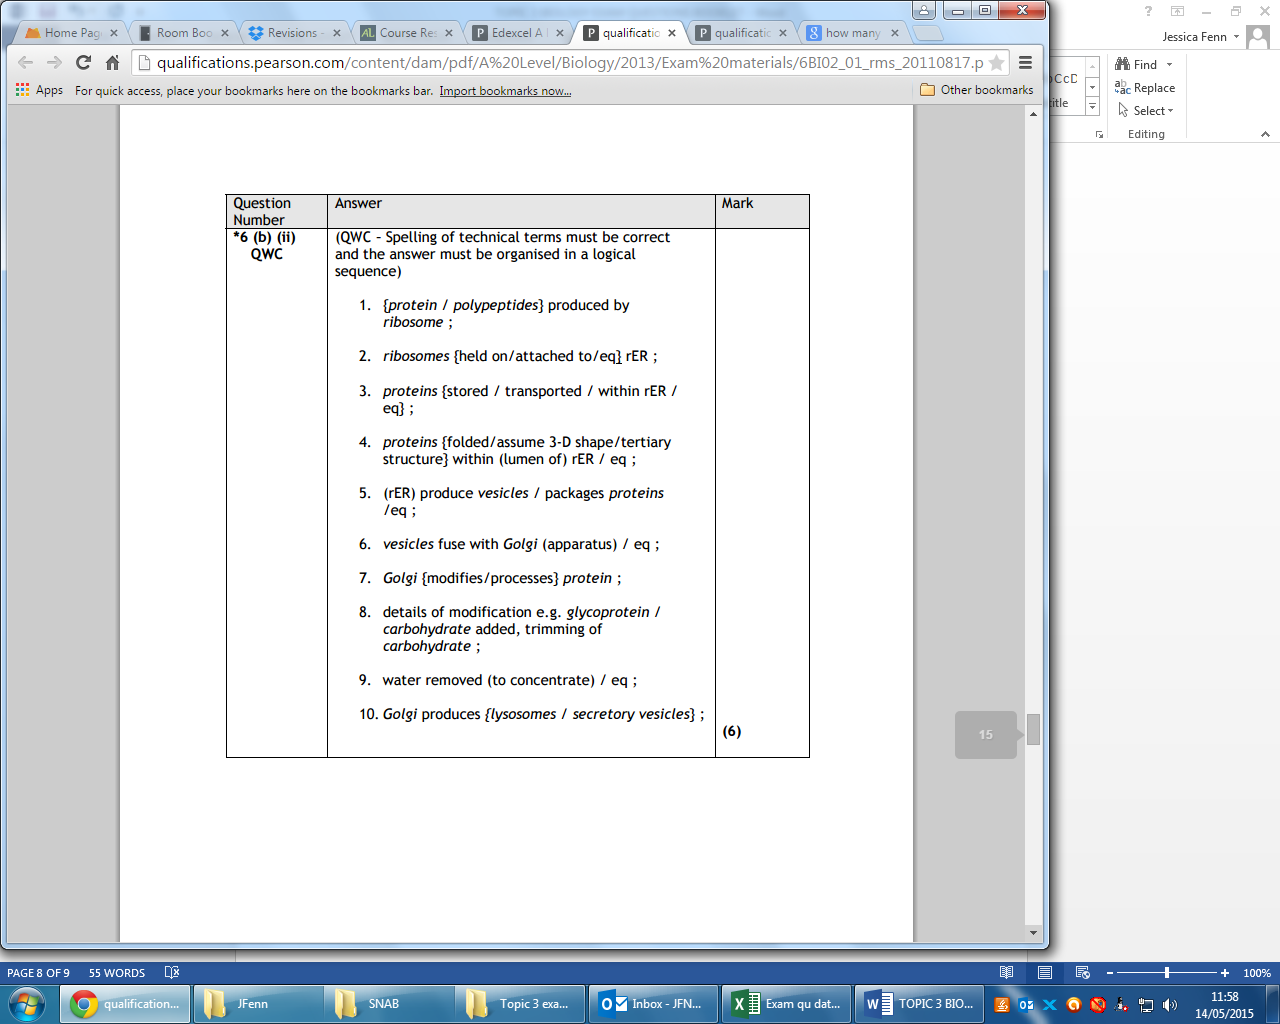 Home Pag
Room Boo
Revisions -
Course Re
Edexcel A l
qualificatic
qualificatic
how many
Jessica Fenn
qualifications.pearson.com/content/dam/pdf/A%20Level/Biology/2013/Exam%20materials/6BI02_01_rms_20110817.p
Apps
For quick access, place your bookmarks here on the bookmarks bar.
Import bookmarks now...
Other bookmarks
Find
Replace
Select
Editing
title
Question
Number
Answer
Mark
*6 (b) (ii)
QWC
(QWC - Spelling of technical terms must be correct
and the answer must be organised in a logical
sequence)
1. {protein / polypeptides} produced by
ribosome ;
2. ribosomes {held on/attached to/eq} rER ;
3. proteins {stored / transported / within rER /
eq} ;
4. proteins {folded/assume 3-D shape/tertiary
structure} within (lumen of) rER / eq ;
5. (rER) produce vesicles / packages proteins
/eq ;
6. vesicles fuse with Golgi (apparatus) / eq ;
7. Golgi {modifies/processes} protein ;
8. details of modification e.g. glycoprotein /
carbohydrate added, trimming of
carbohydrate ;
9. water removed (to concentrate) / eq ;
10. Golgi produces {lysosomes / secretory vesicles} ;
(6)
15
PAGE 8 OF 9
55 WORDS
100%
qualification...
JFenn
SNAB
Topic 3 exa...
Inbox - JFN...
Exam qu dat...
TOPIC 3 BIO...
11:58
14/05/2015